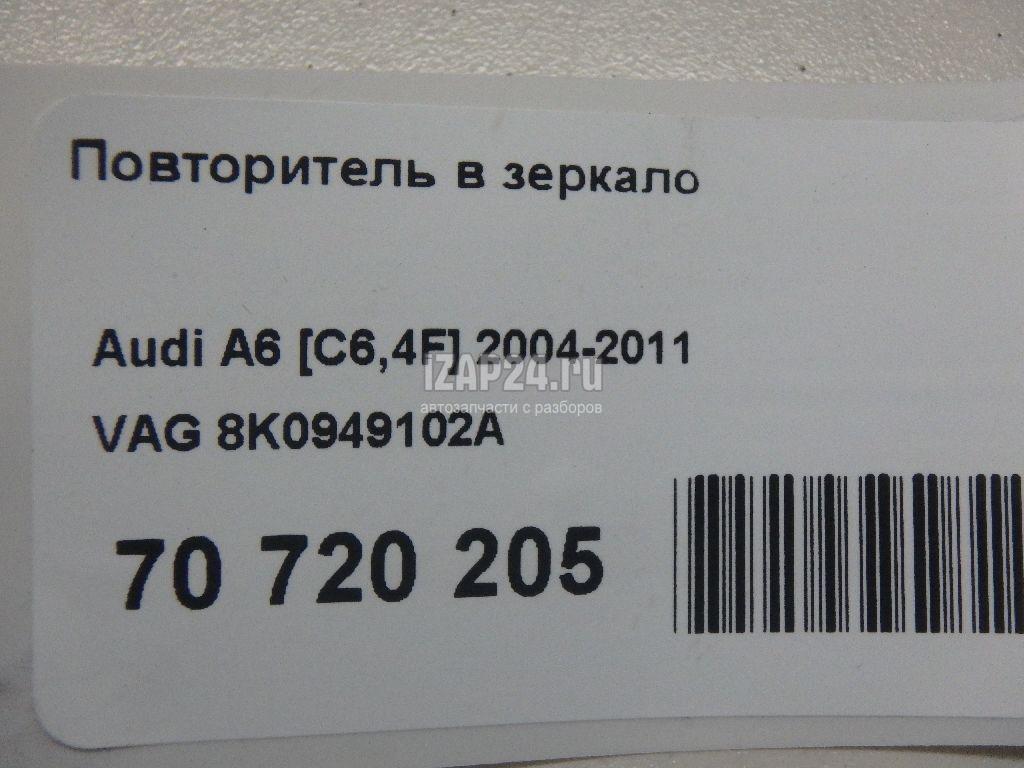 Повторитель в зеркало
Audi A6 [C6,4F] 2004-2011
iZAP24.ru
автозапчасти с разборов
VAG 8K0949102A
70 720 205